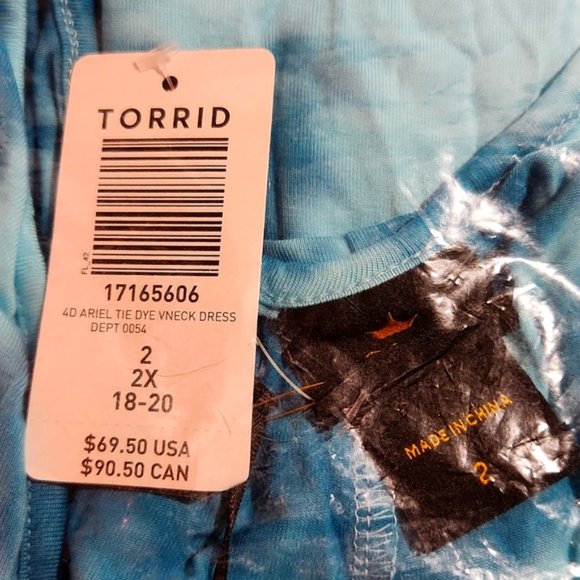 TORRID
FL_42
17165606
4D ARIEL TIE DYE VNECK DRESS
DEPT 0054
2
2X
18-20
$69.50 USA
$90.50 CAN
MADE IN CHINA
2